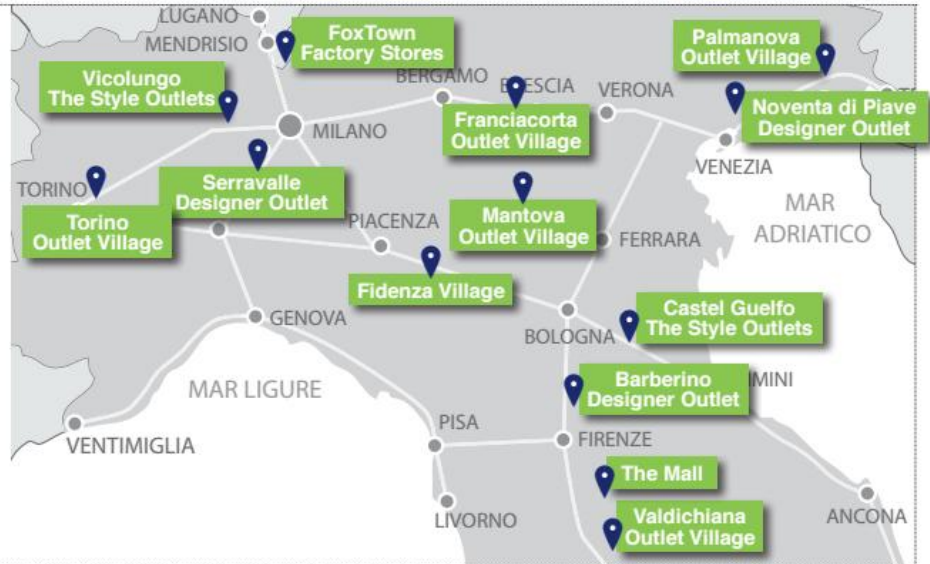 LUGANO
MENDRISIO
FoxTown
Factory Stores
Palmanova
Outlet Village
Vicolungo
The Style Outlets
BERGAMO
VERONA
Noventa di Piave
Designer Outlet
MILANO
Franciacorta
Outlet Village
VENEZIA
TORINO
Serravalle
Designer Outlet
Torino
Outlet Village
PIACENZA
Mantova
Outlet Village
FERRARA
MAR
ADRIATICO
Fidenza Village
GENOVA
BOLOGNA
Castel Guelfo
The Style Outlets
MAR LIGURE
Barberino
Designer Outlet
PISA
VENTIMIGLIA
FIRENZE
The Mall
LIVORNO
Valdichiana
Outlet Village
ANCONA